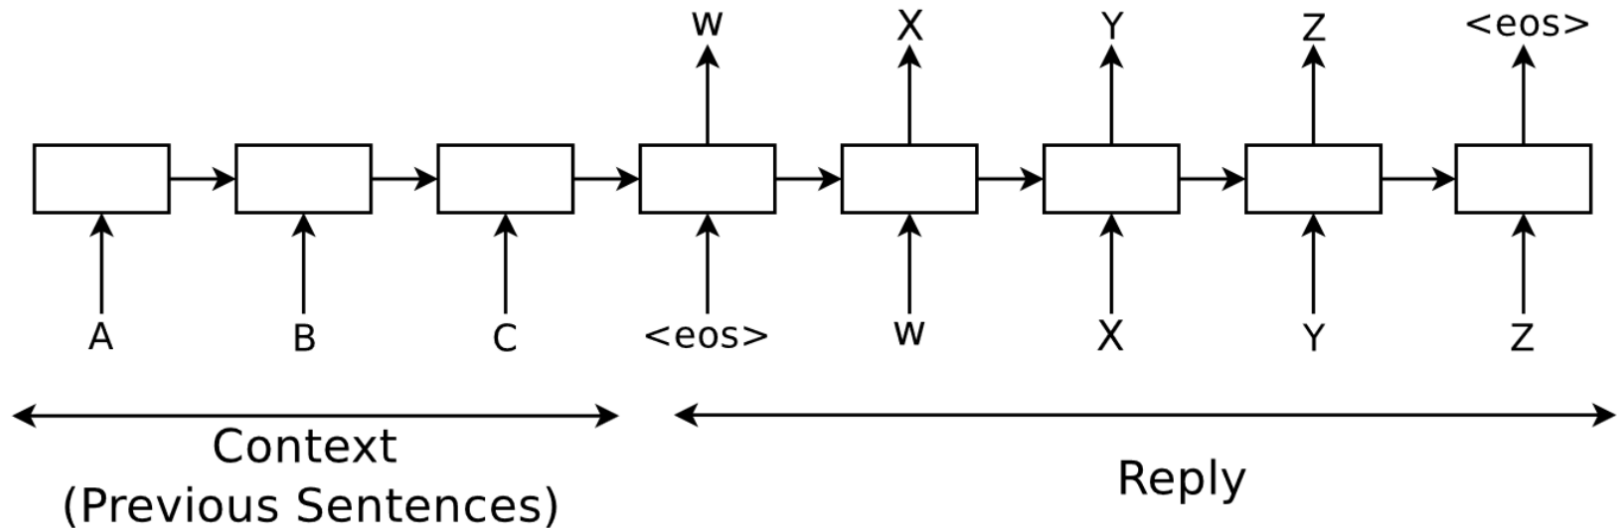 W X Y Z <eos>
A B C <eos> W X Y Z
Context
(Previous Sentences)
Reply